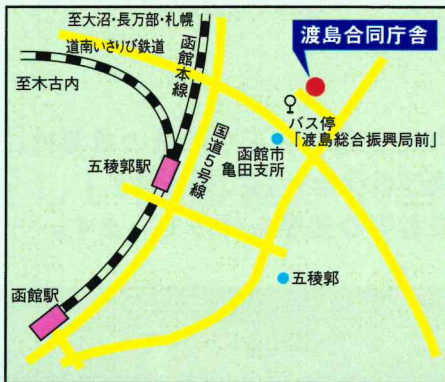 至大沼・長万部・札幌
道南いさりび鉄道
至木古内
函館本線
国道5号線
渡島合同庁舎
バス停
「渡島総合振興局前」
函館市
亀田支所
五稜郭駅
五稜郭
函館駅